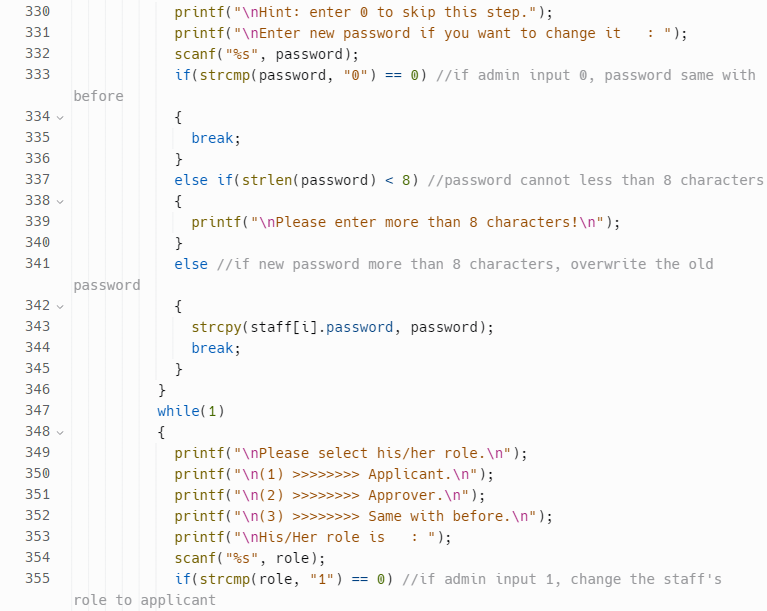 330 printf("\nHint: enter 0 to skip this step.");
331 printf("\nEnter new password if you want to change it   : ");
332 scanf("%s", password);
333 if(strcmp(password, "0") == 0) //if admin input 0, password same with
before
334 {
335 break;
336 }
337 else if(strlen(password) < 8) //password cannot less than 8 characters
338 {
339 printf("\nPlease enter more than 8 characters!\n");
340 }
341 else //if new password more than 8 characters, overwrite the old
password
342 {
343 strcpy(staff[i].password, password);
344 break;
345 }
346 }
347 while(1)
348 {
349 printf("\nPlease select his/her role.\n");
350 printf("\n(1) >>>>>>>> Applicant.\n");
351 printf("\n(2) >>>>>>>> Approver.\n");
352 printf("\n(3) >>>>>>>> Same with before.\n");
353 printf("\nHis/Her role is   : ");
354 scanf("%s", role);
355 if(strcmp(role, "1") == 0) //if admin input 1, change the staff's
role to applicant